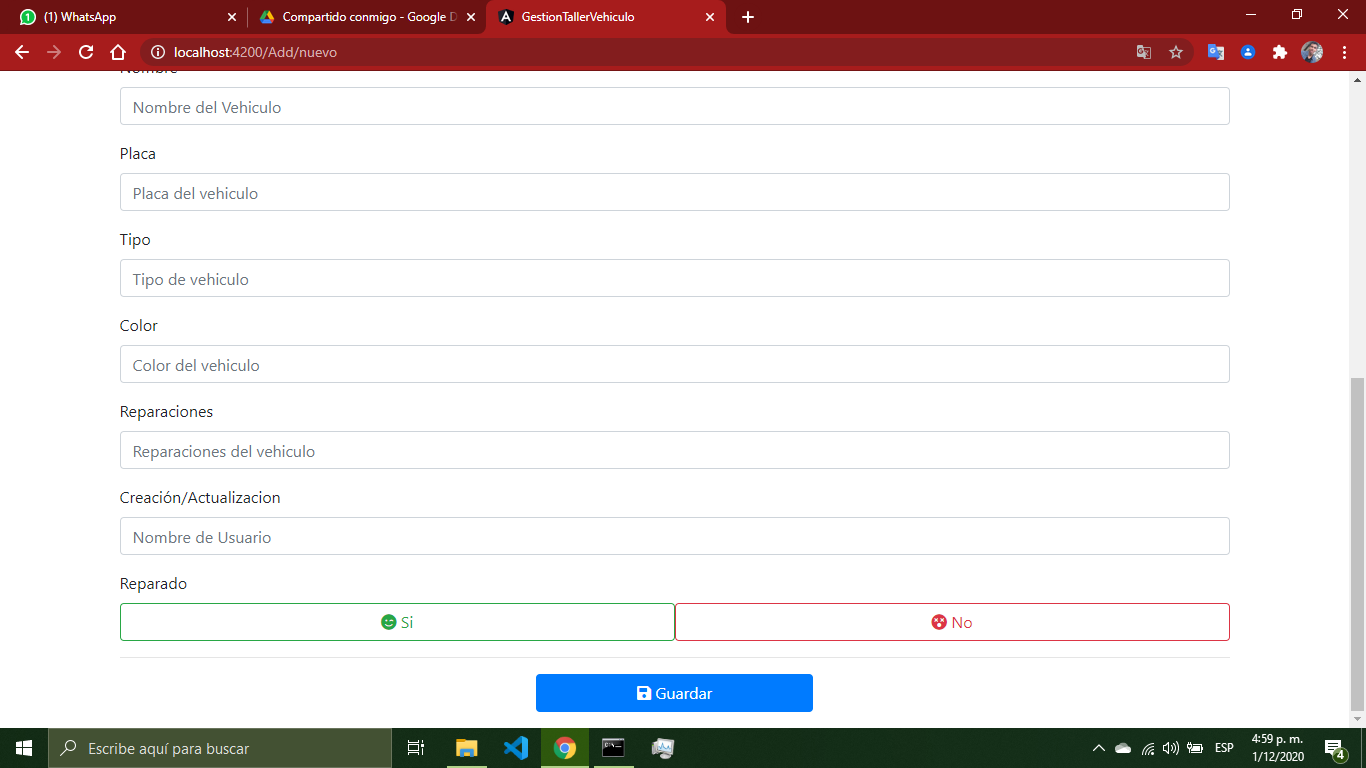 (1) WhatsApp
Compartido conmigo - Google D
GestionTallerVehiculo
localhost:4200/Add/nuevo
Nombre
Nombre del Vehiculo
Placa
Placa del vehiculo
Tipo
Tipo de vehiculo
Color
Color del vehiculo
Reparaciones
Reparaciones del vehiculo
Creación/Actualizacion
Nombre de Usuario
Reparado
Si
No
Guardar
Escribe aquí para buscar
ESP
4:59 p. m.
1/12/2020
4